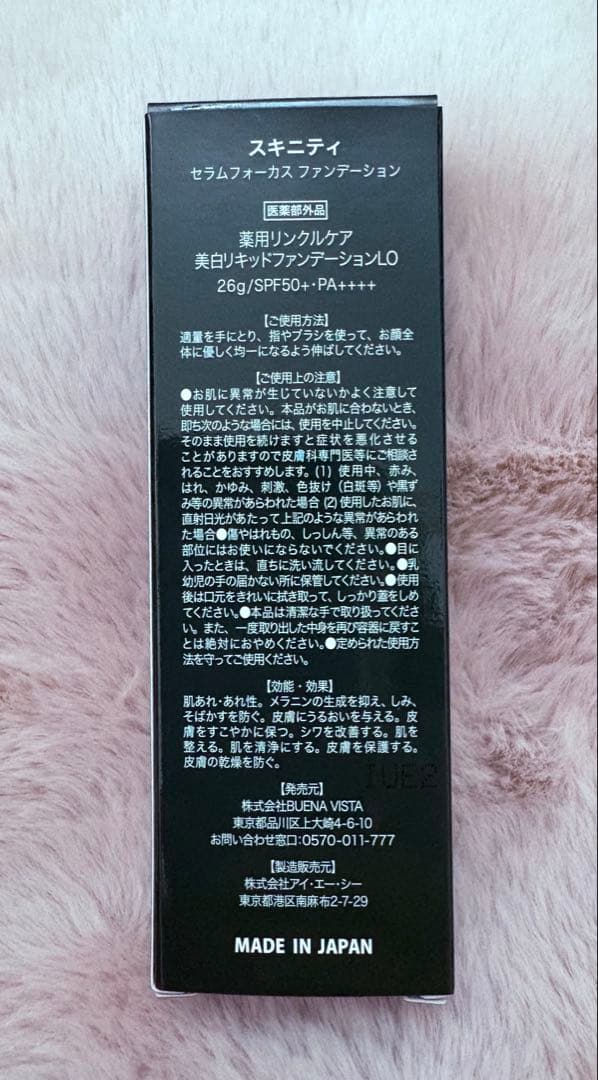 スキニティ
セラムフォーカス ファンデーション
医薬部外品
薬用リンクルケア
美白リキッドファンデーションLO
26g/SPF50+・PA++++
【ご使用方法】
適量を手にとり、指やブラシを使って、お顔全
体に優しく均一になるよう伸ばしてください。
【ご使用上の注意】
●お肌に異常が生じていないかよく注意して
使用してください。本品がお肌に合わないとき、
即ち次のような場合には、使用を中止してください。
そのまま使用を続けますと症状を悪化させる
ことがありますので皮膚科専門医等にご相談さ
れることをおすすめします。(1) 使用中、赤み、
はれ、かゆみ、刺激、色抜け (白斑等) や黒ず
み等の異常があらわれた場合 (2) 使用したお肌に、
直射日光があたって上記のような異常があらわれ
た場合●傷やはれもの、しっしん等、異常のある
部位にはお使いにならないでください。●目に
入ったときは、直ちに洗い流してください。●乳
幼児の手の届かない所に保管してください。●使用
後は口元をきれいに拭き取って、しっかり蓋をしめ
てください。●本品は清潔な手で取り扱ってくださ
い。また、一度取り出した中身を再び容器に戻すこ
とは絶対におやめください。●定められた使用方
法を守ってご使用ください。
【効能・効果】
肌あれ・あれ性。メラニンの生成を抑え、しみ、
そばかすを防ぐ。皮膚にうるおいを与える。皮
膚をすこやかに保つ。シワを改善する。肌を
整える。肌を清浄にする。皮膚を保護する。
皮膚の乾燥を防ぐ。
【発売元】
株式会社BUENA VISTA
東京都品川区上大崎4-6-10
お問い合わせ窓口:0570-011-777
【製造販売元】
株式会社アイ・エー・シー
東京都港区南麻布2-7-29
MADE IN JAPAN